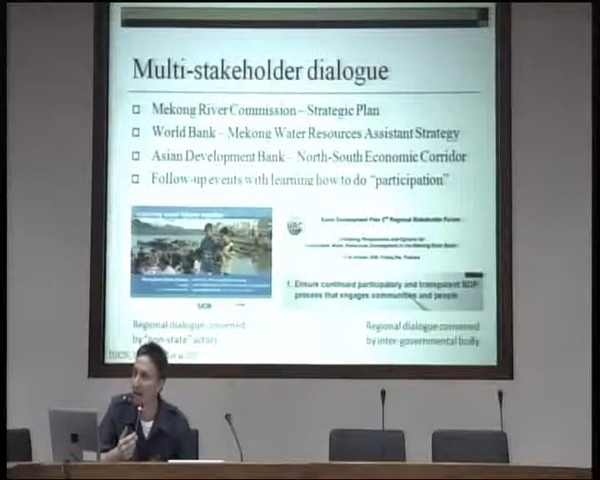 Multi-stakeholder dialogue
Mekong River Commission – Strategic Plan
World Bank – Mekong Water Resources Assistant Strategy
Asian Development Bank – North-South Economic Corridor
Follow-up events with learning how to do "participation"
MRC
1. Ensure continued participatory and transparent BDP
process that engages communities and people
Regional dialogue convened
by "non-state" actors
Regional dialogue convened
by inter-governmental body